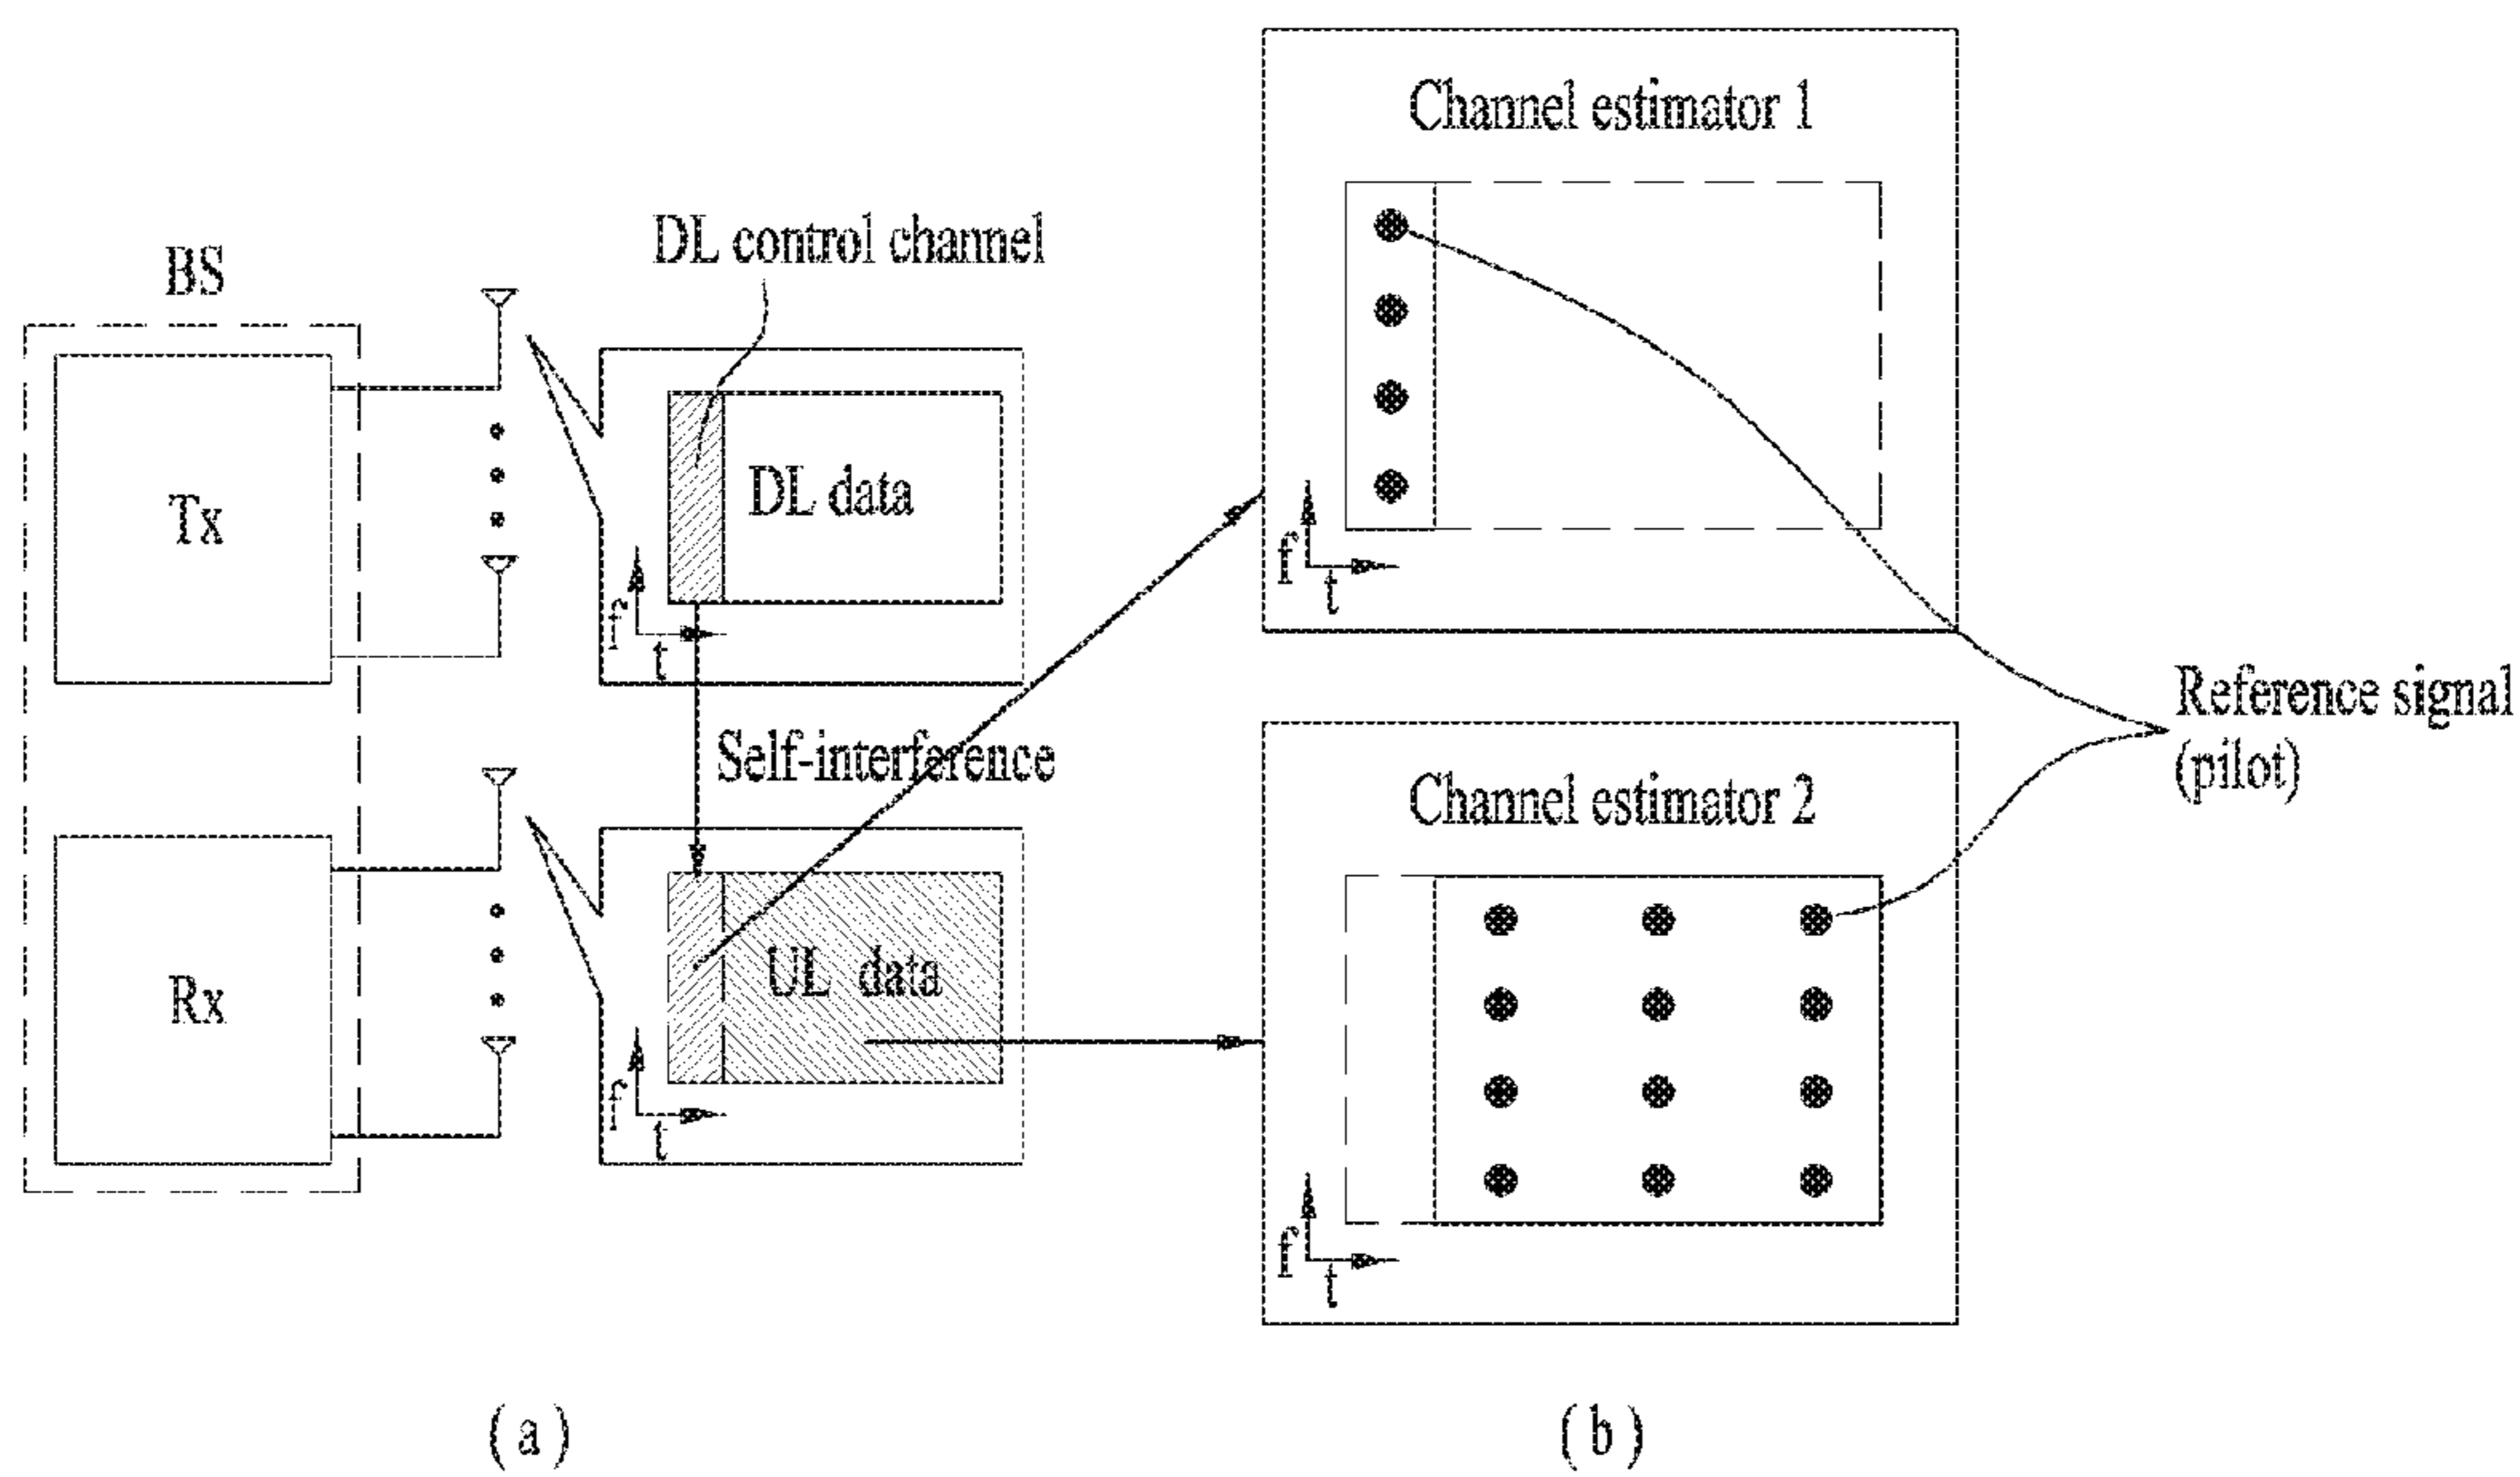 BS
Tx
Rx
DL control channel
DL data
f
t
Self-interference
UL data
f
t
(a)
Channel estimator 1
f
t
Channel estimator 2
f
t
Reference signal
(pilot)
(b)